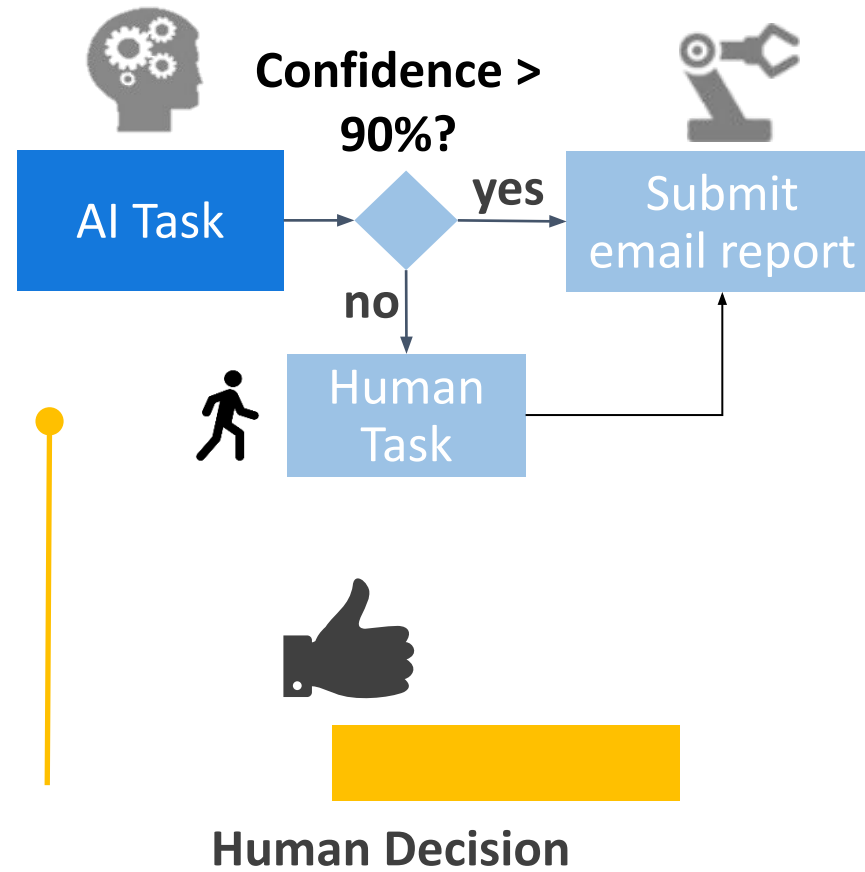 Confidence >
90%?
AI Task
yes
Submit
email report
no
Human
Task
Human Decision